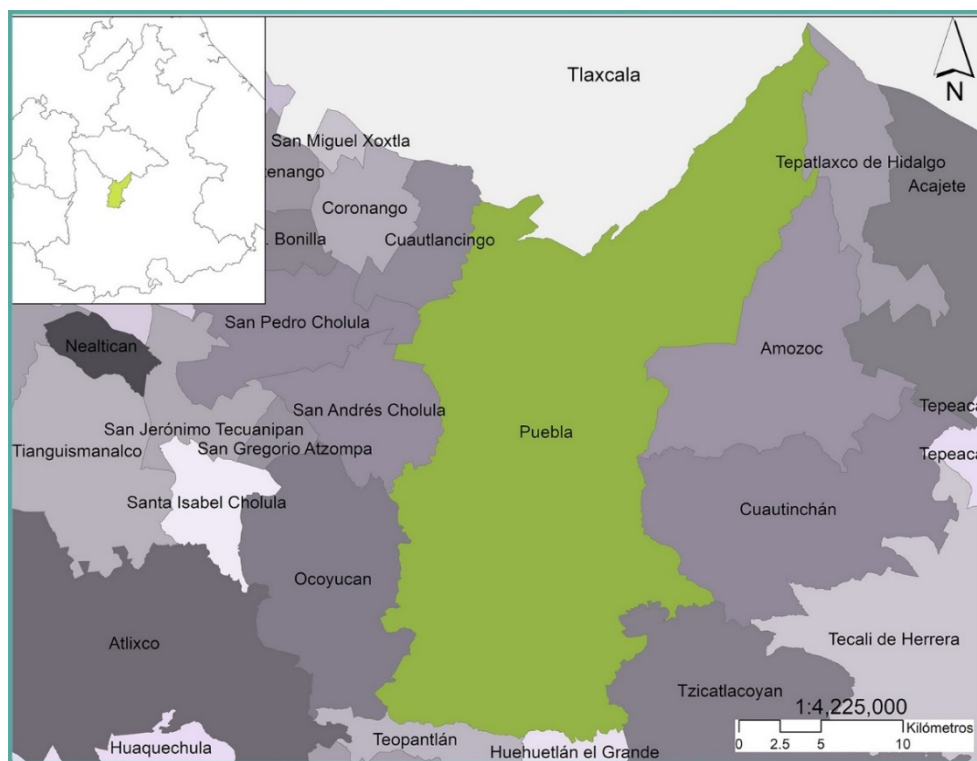 N
Tlaxcala
San Miguel Xoxtla
Tepatlaxco de Hidalgo
tenango
Acajete
Coronango
. Bonilla
Cuautlancingo
San Pedro Cholula
Nealtican
Amozoc
San Andrés Cholula
Tepeaca
San Jerónimo Tecuanipan
Puebla
Tianguismanalco
San Gregorio Atzompa
Tepeaca
Santa Isabel Cholula
Cuautinchán
Ocoyucan
Atlixco
Tecali de Herrera
Tzicatlacoyan
1:4,225,000
Kilómetros
0 2.5 5 10
Teopantlán
Huaquechula
Huehuetlán el Grande